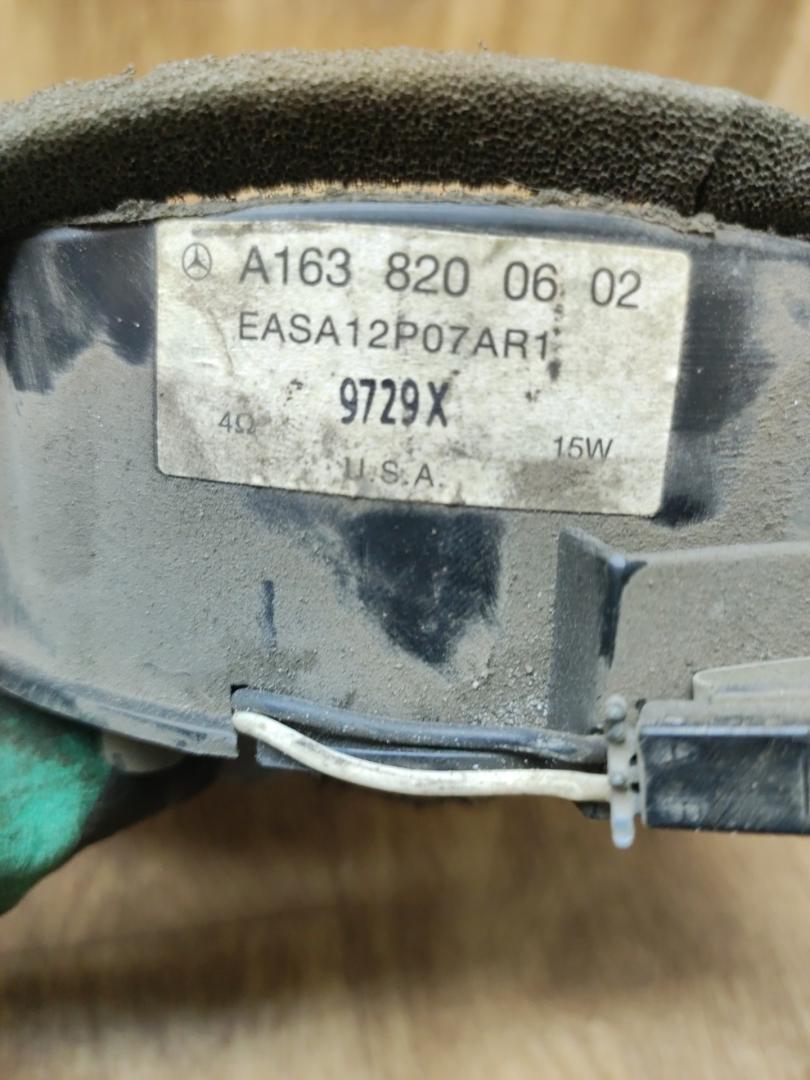 A163 820 06 02
EASA12P07AR1
9729X
4Ω 15W
U.S.A.